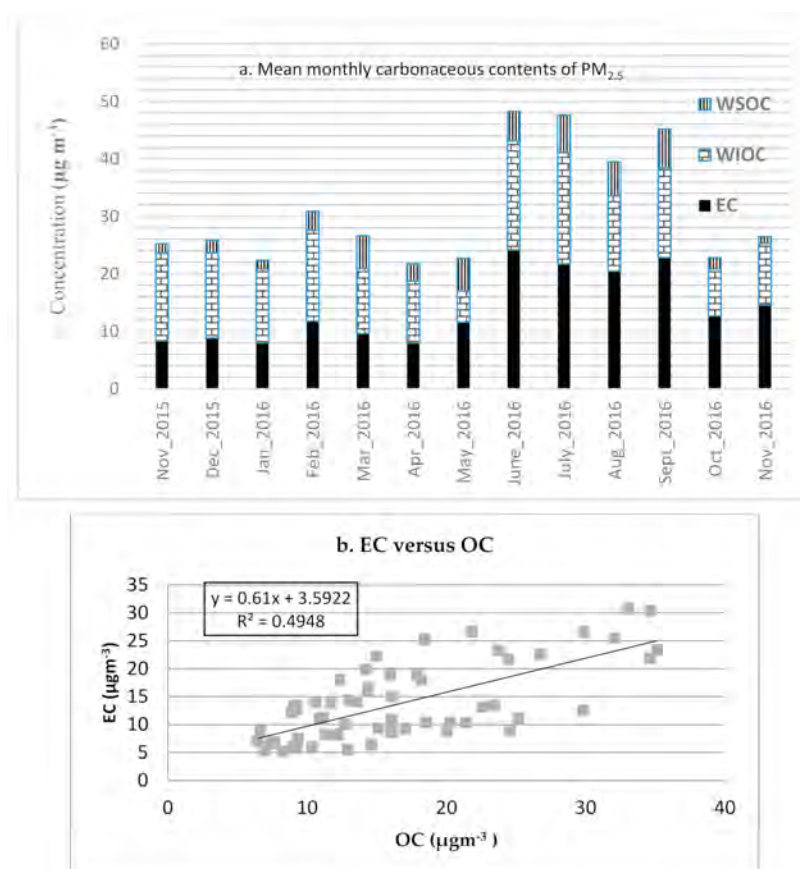 60
a. Mean monthly carbonaceous contents of PM2.5
50
40
30
20
10
0
Concentration (µg m⁻³)
WSOC
WIOC
EC
Nov_2015
Dec_2015
Jan_2016
Feb_2016
Mar_2016
Apr_2016
May_2016
June_2016
July_2016
Aug_2016
Sept_2016
Oct_2016
Nov_2016
b. EC versus OC
y = 0.61x + 3.5922
R² = 0.4948
35
30
25
20
15
10
5
0
EC (µgm⁻³)
0 10 20 30 40
OC (µgm⁻³ )